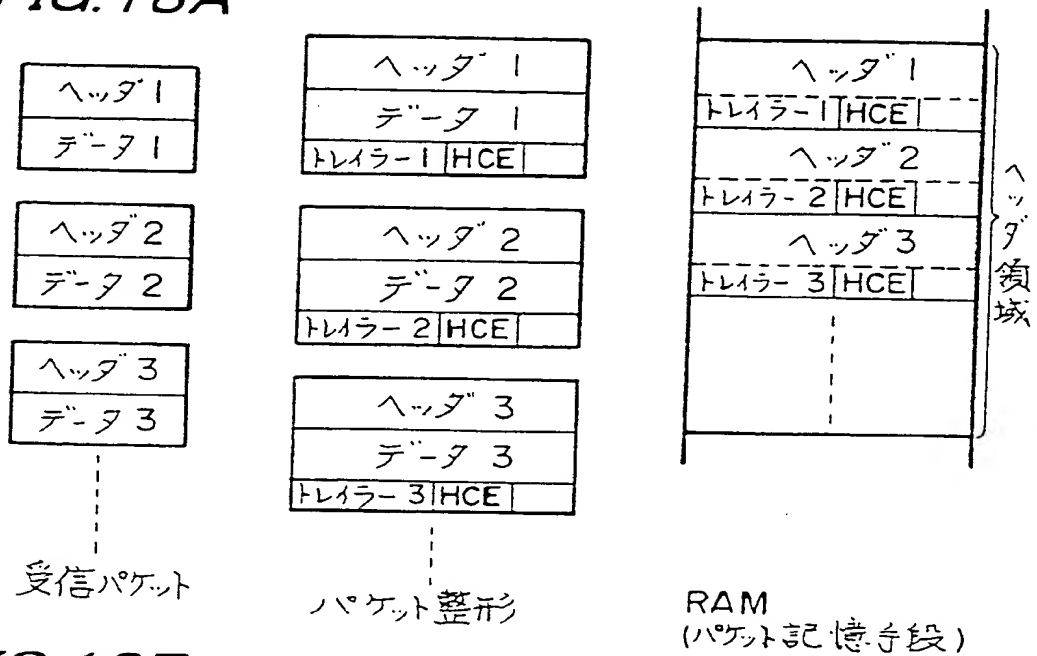 ヘッダ 1
データ 1
ヘッダ 2
データ 2
ヘッダ 3
データ 3
受信パケット
ヘッダ 1
データ 1
トレイラー 1 HCE
ヘッダ 2
データ 2
トレイラー 2 HCE
ヘッダ 3
データ 3
トレイラー 3 HCE
パケット整形
ヘッダ 1
トレイラー 1 HCE
ヘッダ 2
トレイラー 2 HCE
ヘッダ 3
トレイラー 3 HCE
ヘッダ領域
RAM
(パケット記憶手段)